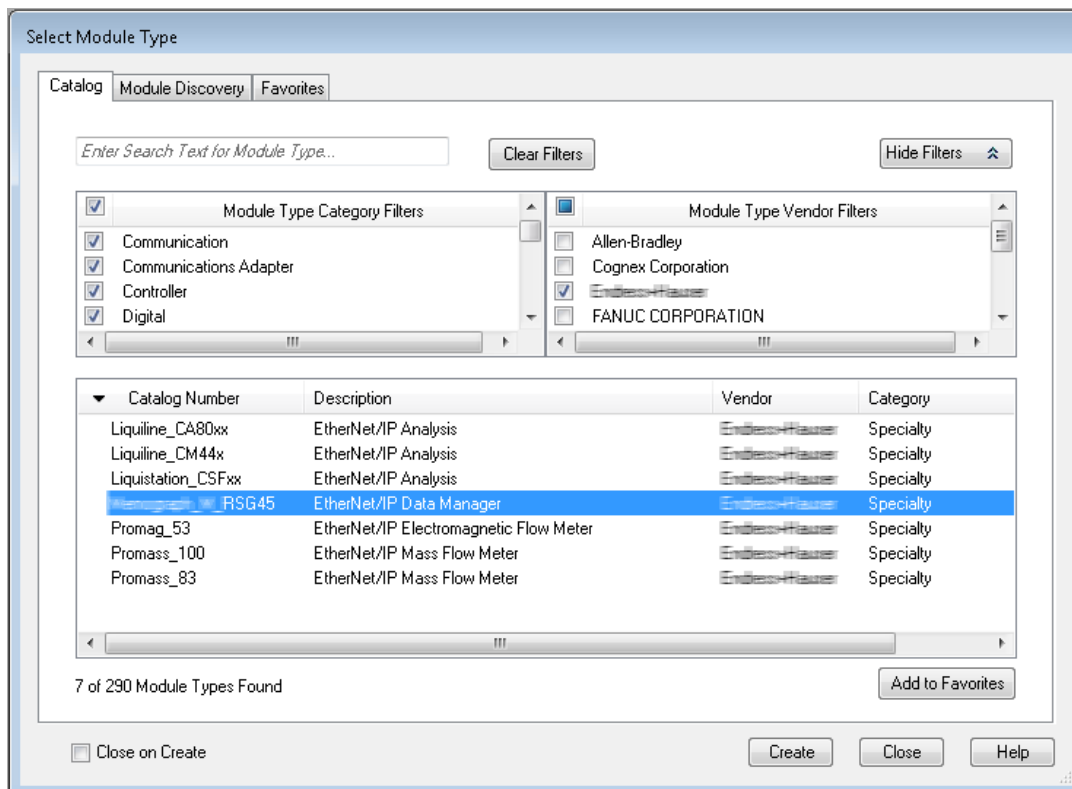 Select Module Type
Catalog Module Discovery Favorites
Enter Search Text for Module Type... Clear Filters Hide Filters
Module Type Category Filters Module Type Vendor Filters
Communication Allen-Bradley
Communications Adapter Cognex Corporation
Controller
Digital FANUC CORPORATION
Catalog Number Description Vendor Category
Liquiline_CA80xx EtherNet/IP Analysis Specialty
Liquiline_CM44x EtherNet/IP Analysis Specialty
Liquistation_CSFxx EtherNet/IP Analysis Specialty
RSG45 EtherNet/IP Data Manager Specialty
Promag_53 EtherNet/IP Electromagnetic Flow Meter Specialty
Promass_100 EtherNet/IP Mass Flow Meter Specialty
Promass_83 EtherNet/IP Mass Flow Meter Specialty
7 of 290 Module Types Found Add to Favorites
Close on Create Create Close Help